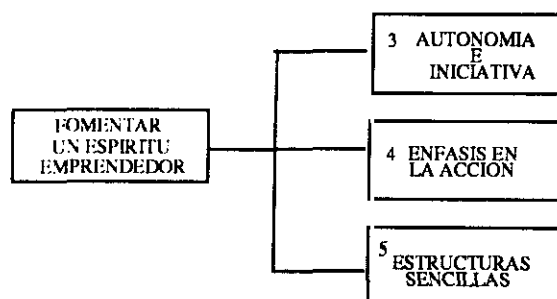 3 AUTONOMIA
E
INICIATIVA
FOMENTAR
UN ESPIRITU
EMPRENDEDOR
4 ENFASIS EN
LA ACCION
5
ESTRUCTURAS
SENCILLAS